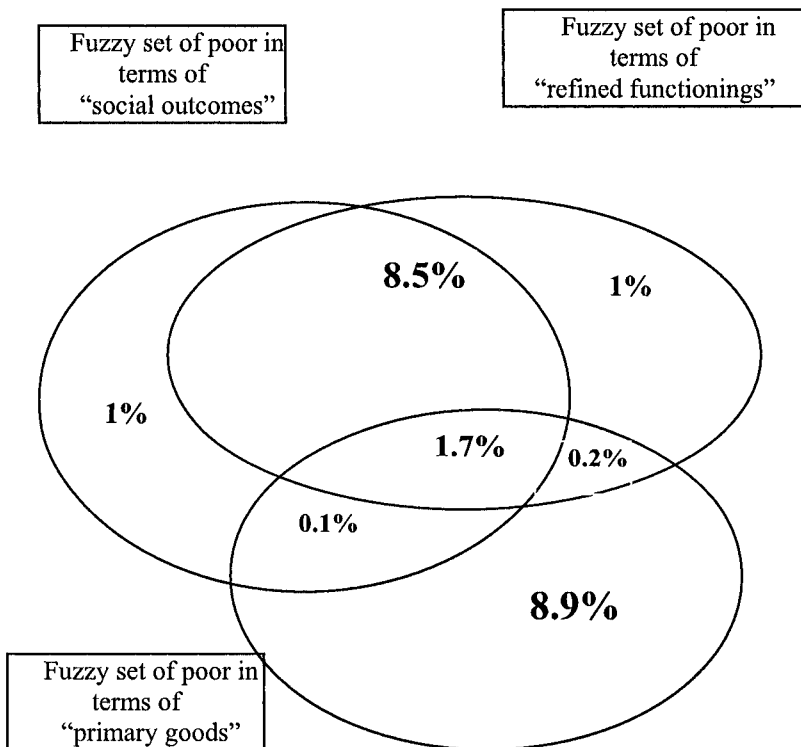 Fuzzy set of poor in
terms of
“social outcomes”
Fuzzy set of poor in
terms of
“refined functionings”
8.5%
1%
1%
1.7%
0.2%
0.1%
8.9%
Fuzzy set of poor in
terms of
“primary goods”